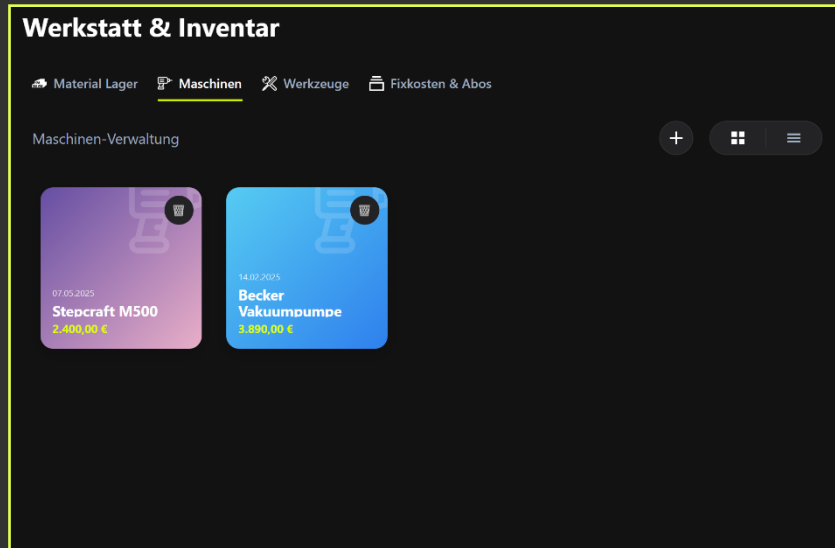 Werkstatt & Inventar
Material Lager
Maschinen
Werkzeuge
Fixkosten & Abos
Maschinen-Verwaltung
07.05.2025
Stepcraft M500
2.400,00 €
14.02.2025
Becker
Vakuumpumpe
3.890,00 €